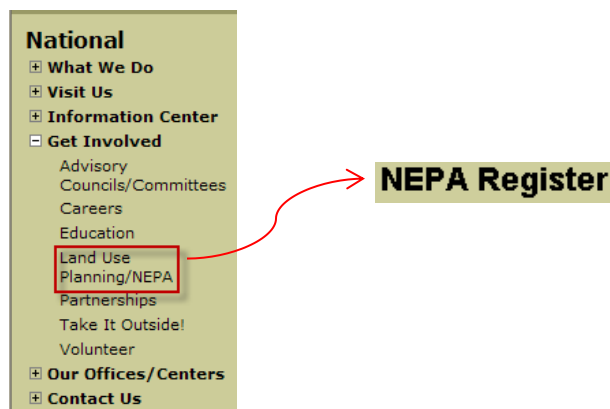 National
What We Do
Visit Us
Information Center
Get Involved
Advisory
Councils/Committees
Careers
Education
Land Use
Planning/NEPA
Partnerships
Take It Outside!
Volunteer
Our Offices/Centers
Contact Us
NEPA Register